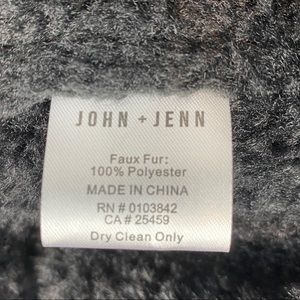 JOHN + JENN
Faux Fur:
100% Polyester
MADE IN CHINA
RN # 0103842
CA # 25459
Dry Clean Only